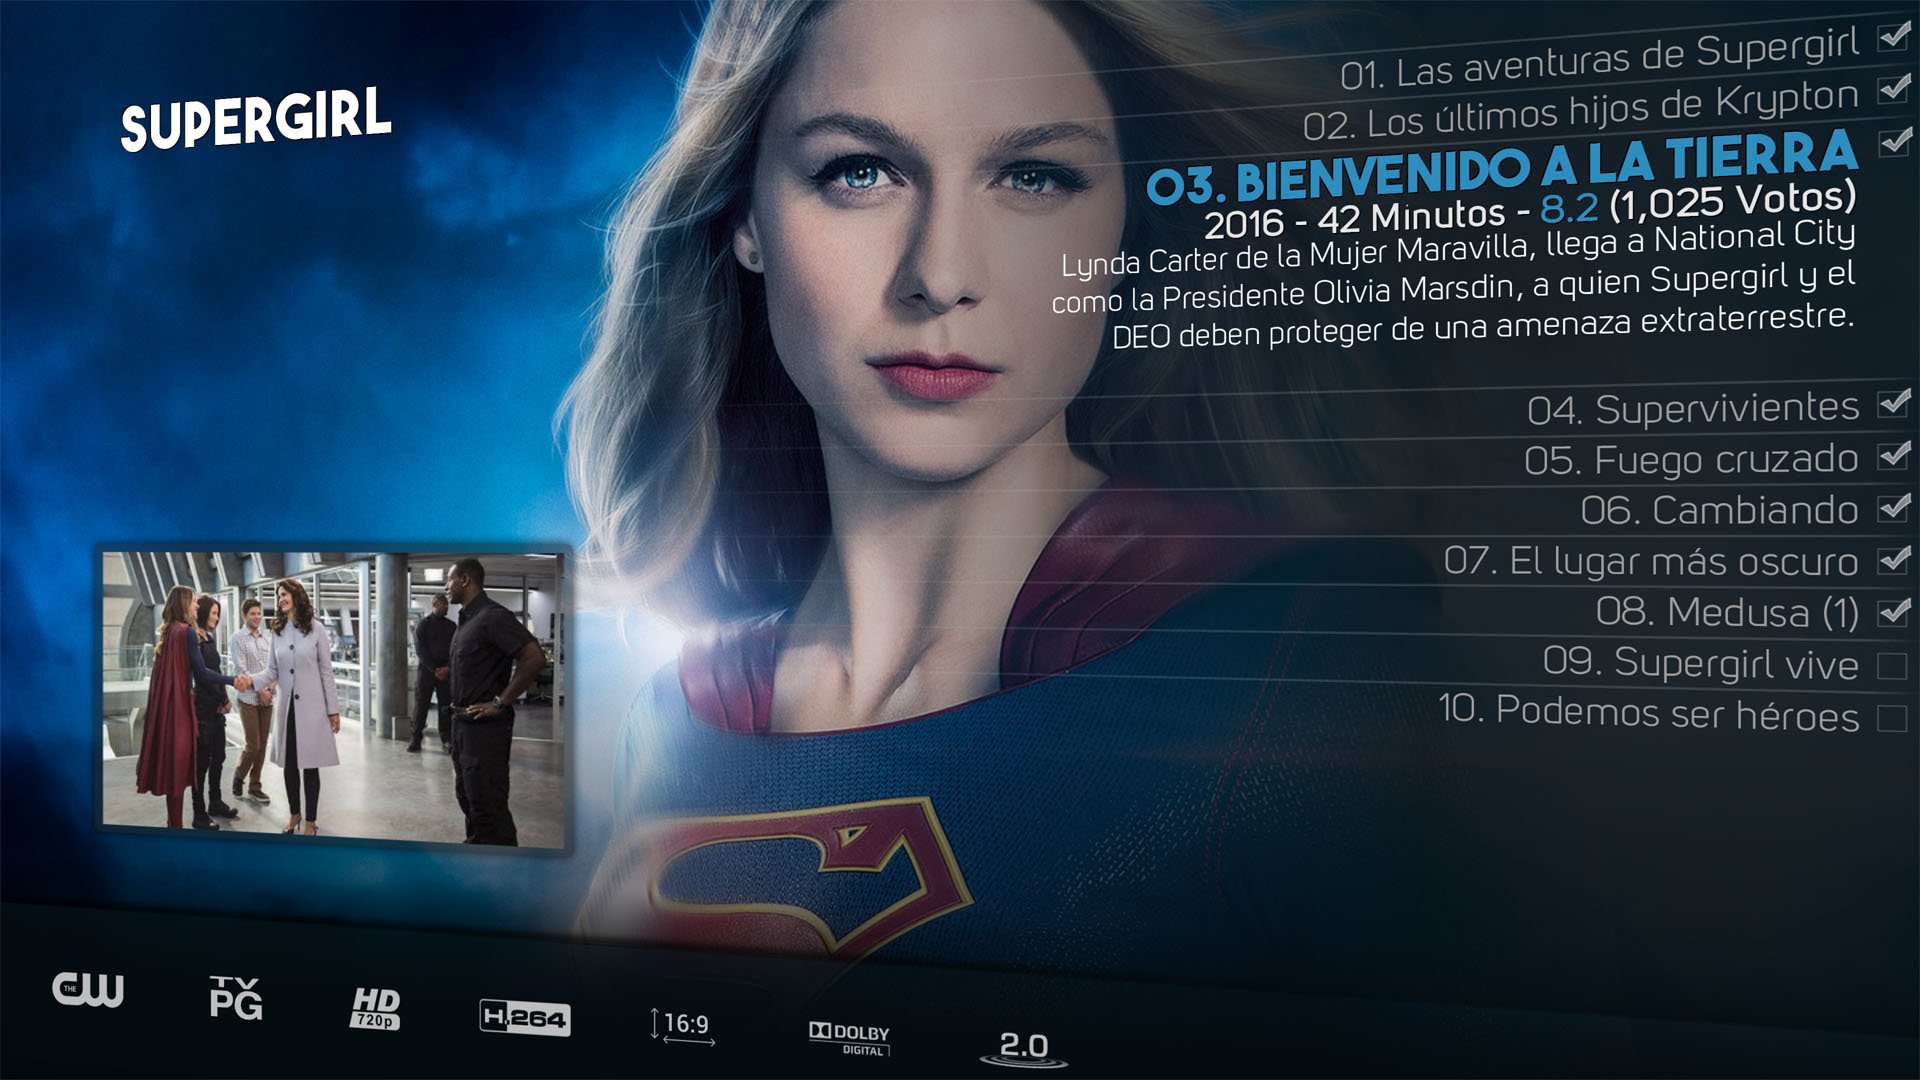 SUPERGIRL
01. Las aventuras de Supergirl
02. Los últimos hijos de Krypton
03. BIENVENIDO A LA TIERRA
2016 - 42 Minutos - 8.2 (1,025 Votos)
Lynda Carter de la Mujer Maravilla, llega a National City
como la Presidente Olivia Marsdin, a quien Supergirl y el
DEO deben proteger de una amenaza extraterrestre.
04. Supervivientes
05. Fuego cruzado
06. Cambiando
07. El lugar más oscuro
08. Medusa (1)
09. Supergirl vive
10. Podemos ser héroes
THE CW
TV
PG
HD
720p
H.264
16:9
DOLBY
DIGITAL
2.0